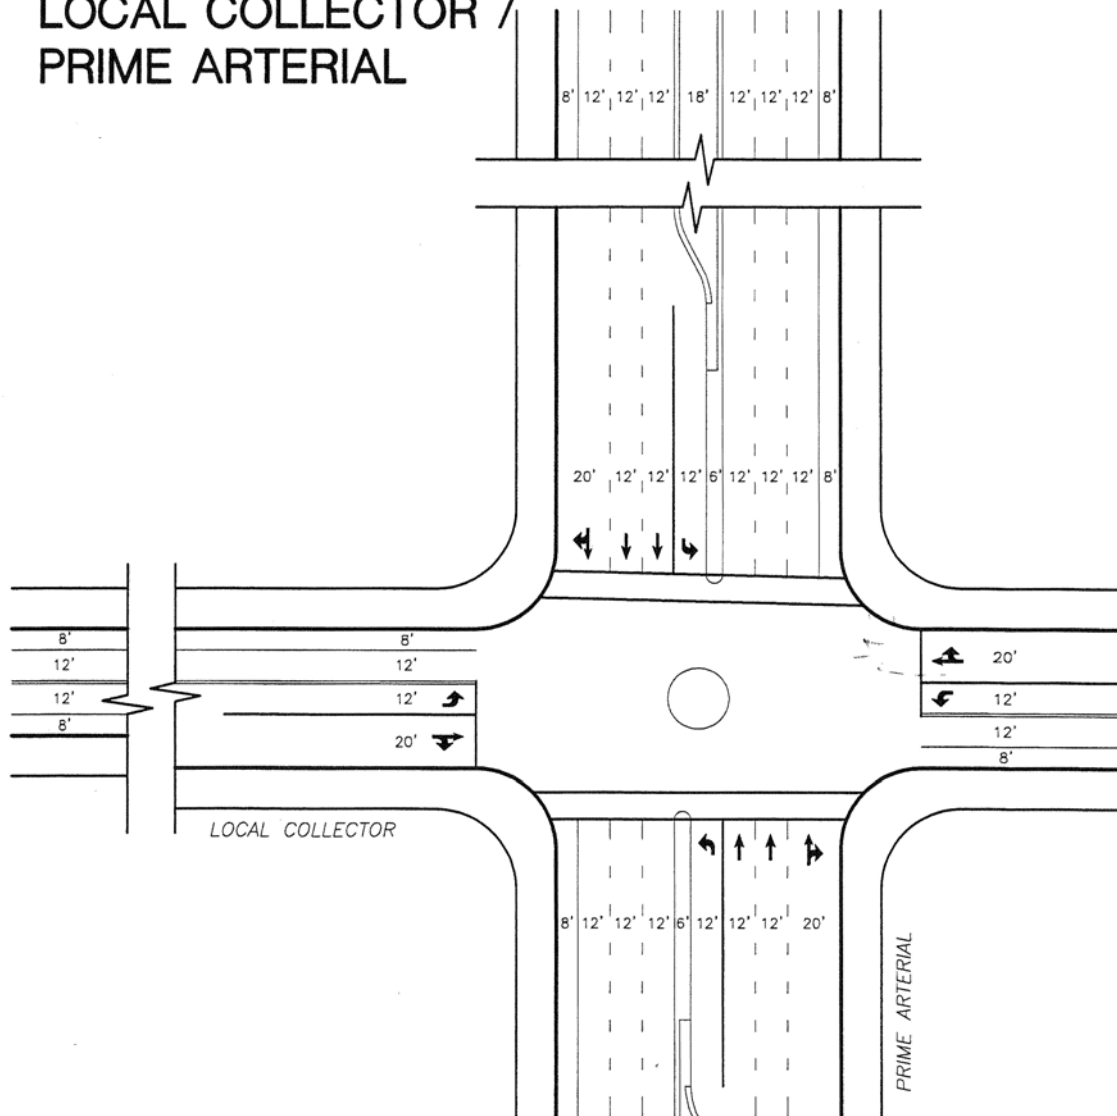 LOCAL COLLECTOR /
PRIME ARTERIAL
8' 12' 12' 12' 18' 12' 12' 12' 8'
20' 12' 12' 12' 6' 12' 12' 12' 8'
8' 8'
12' 12' 20'
12' 12' 12'
8' 20' 12'
8'
LOCAL COLLECTOR
8' 12' 12' 12' 6' 12' 12' 12' 20'
PRIME ARTERIAL